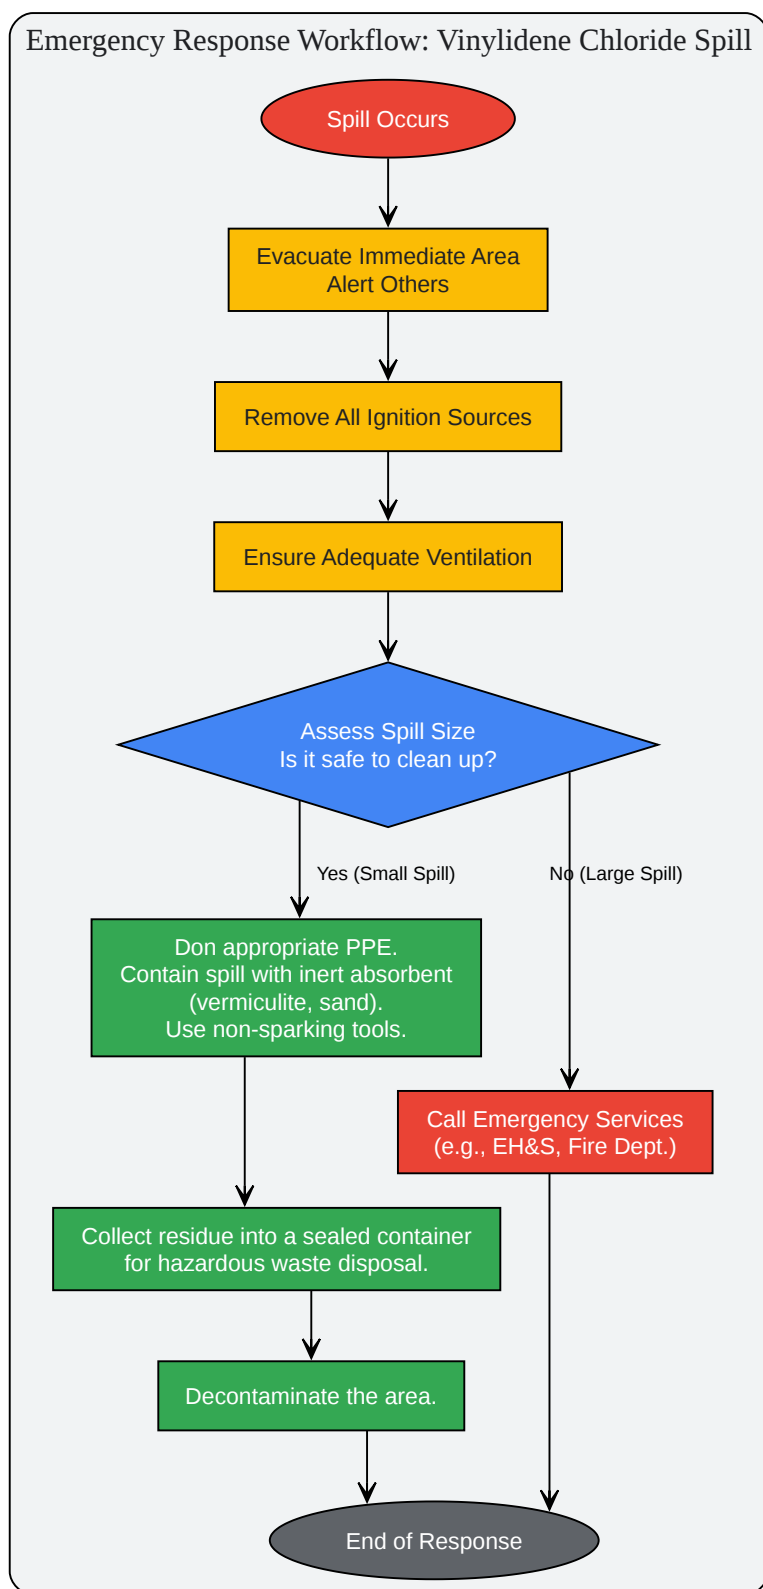 Emergency Response Workflow: Vinylidene Chloride Spill
Spill Occurs
Evacuate Immediate Area
Alert Others
Remove All Ignition Sources
Ensure Adequate Ventilation
Assess Spill Size
Is it safe to clean up?
Yes (Small Spill)
No (Large Spill)
Don appropriate PPE.
Contain spill with inert absorbent
(vermiculite, sand).
Use non-sparking tools.
Call Emergency Services
(e.g., EH&S, Fire Dept.)
Collect residue into a sealed container
for hazardous waste disposal.
Decontaminate the area.
End of Response